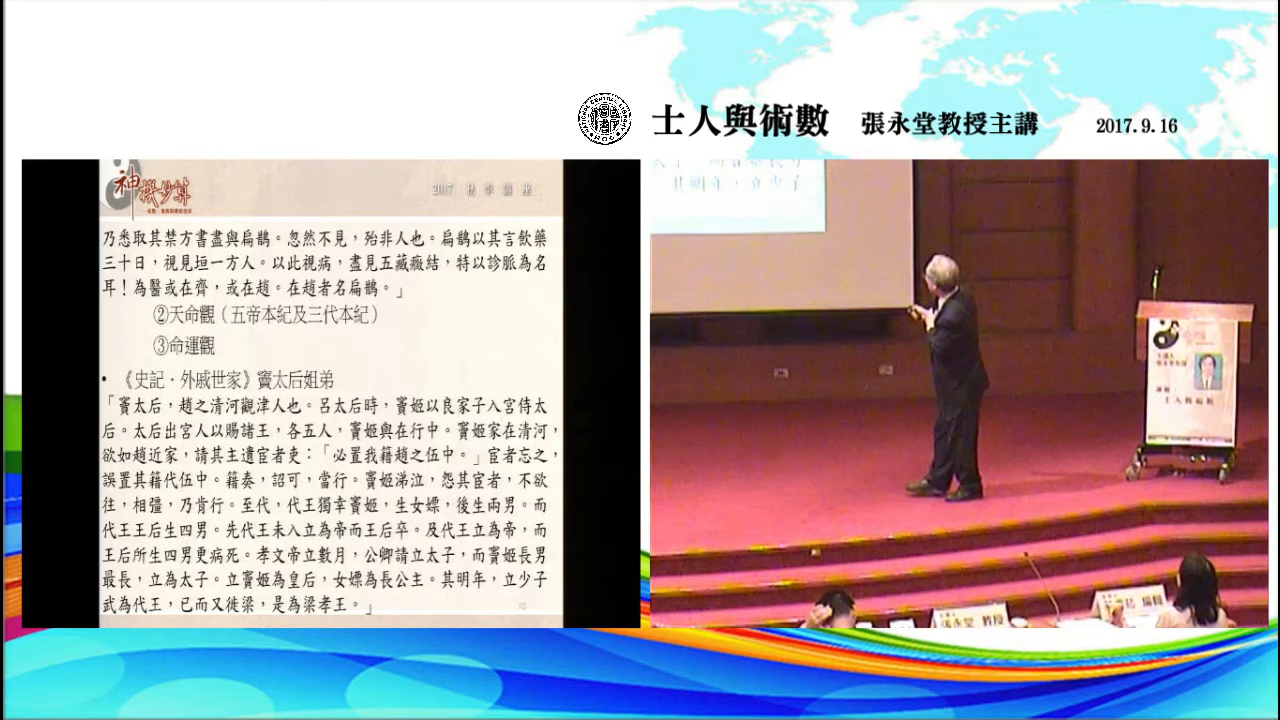 士人與術數 張永堂教授主講 2017.9.16
神機妙算
2017 秋季講座
乃悉取其禁方書盡與扁鵲。忽然不見，殆非人也。扁鵲以其言飲藥
三十日，視見垣一方人。以此視病，盡見五藏癥結，特以診脈為名
耳！為醫或在齊，或在趙。在趙者名扁鵲。」
②天命觀（五帝本紀及三代本紀）
③命運觀
• 《史記．外戚世家》竇太后姐弟
「竇太后，趙之清河觀津人也。呂太后時，竇姬以良家子入宮侍太
后。太后出宮人以賜諸王，各五人，竇姬與在行中。竇姬家在清河，
欲如趙近家，請其主遣宦者吏：「必置我籍趙之伍中。」宦者忘之，
誤置其籍代伍中。籍奏，詔可，當行。竇姬涕泣，怨其宦者，不欲
往，相彊，乃肯行。至代，代王獨幸竇姬，生女嫖，後生兩男。而
代王王后生四男。先代王未入立為帝而王后卒。及代王立為帝，而
王后所生四男更病死。孝文帝立數月，公卿請立太子，而竇姬長男
最長，立為太子。立竇姬為皇后，女嫖為長公主。其明年，立少子
武為代王，已而又徙梁，是為梁孝王。」
10
其明年，立少子
士人與術數
張永堂 教授